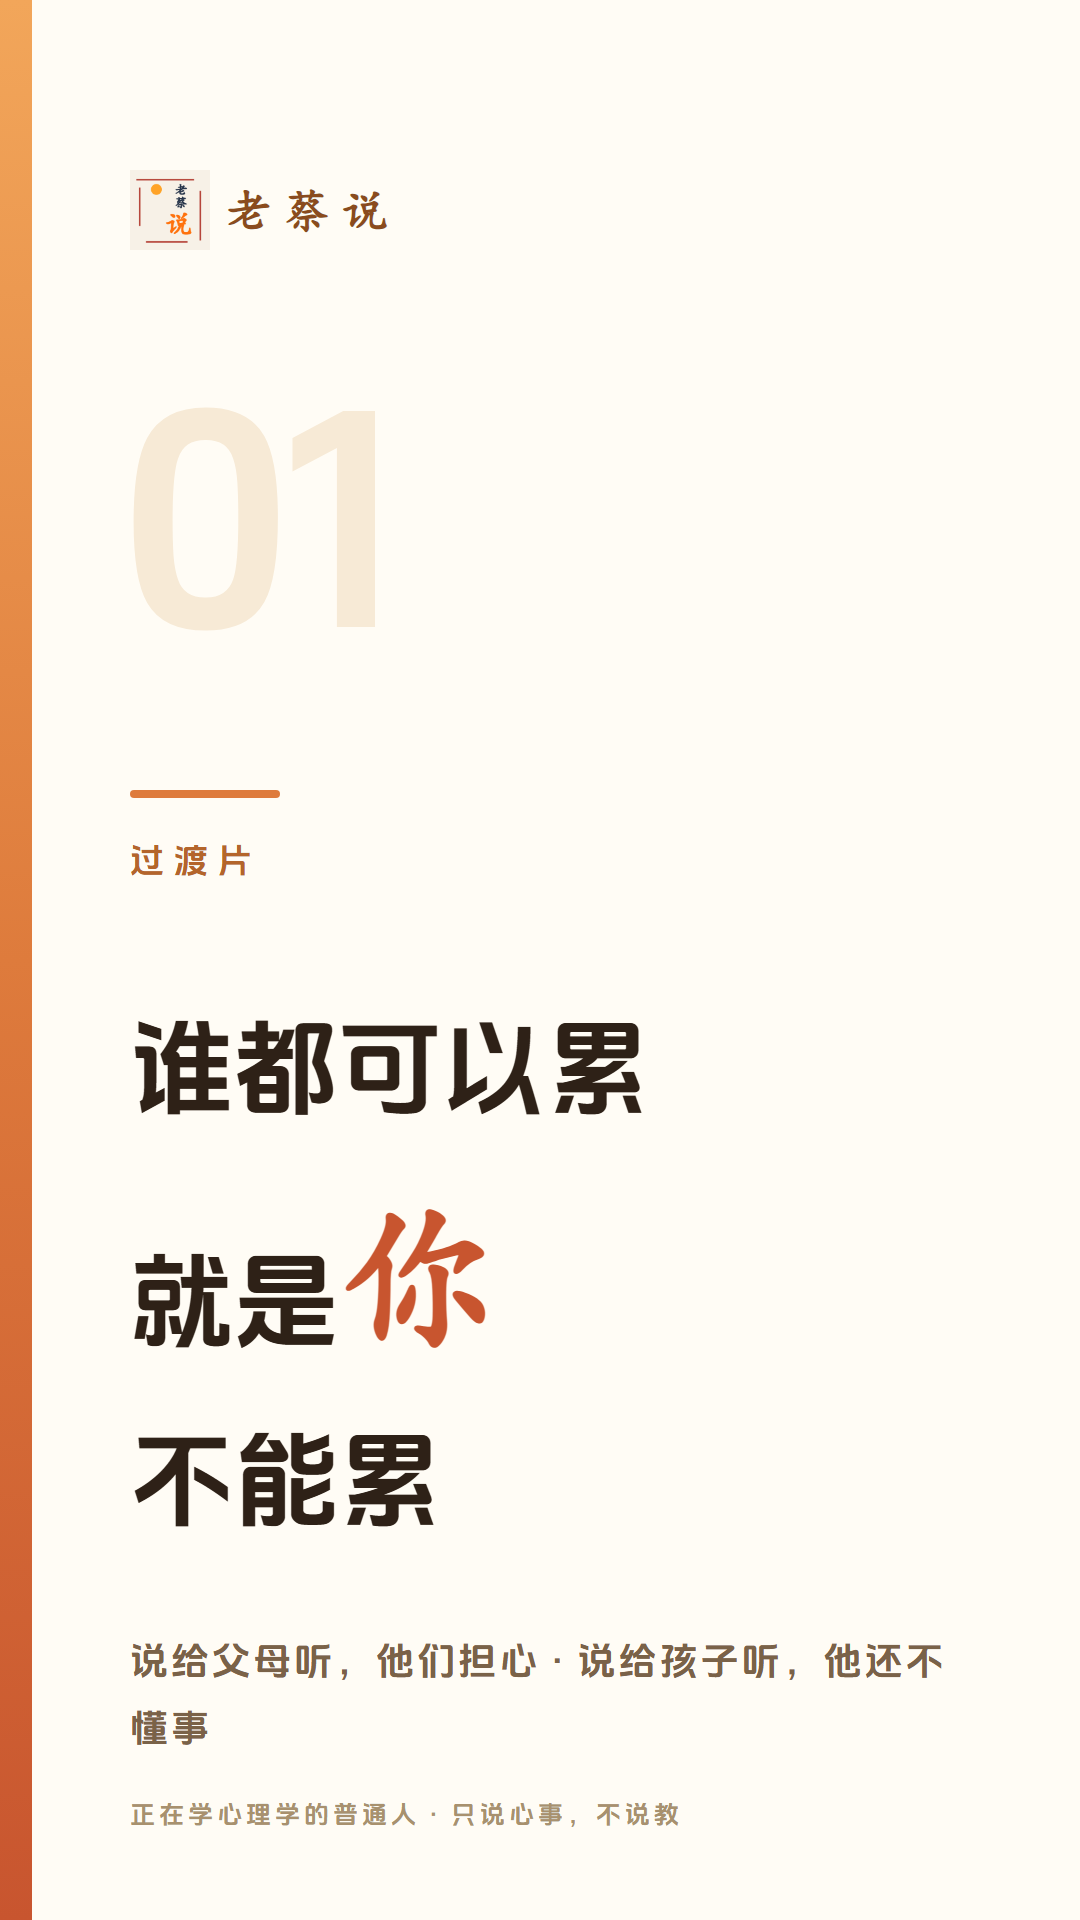 老蔡说
老蔡说
01
过渡片
谁都可以累
就是你
不能累
说给父母听，他们担心·说给孩子听，他还不
懂事
正在学心理学的普通人·只说心事，不说教